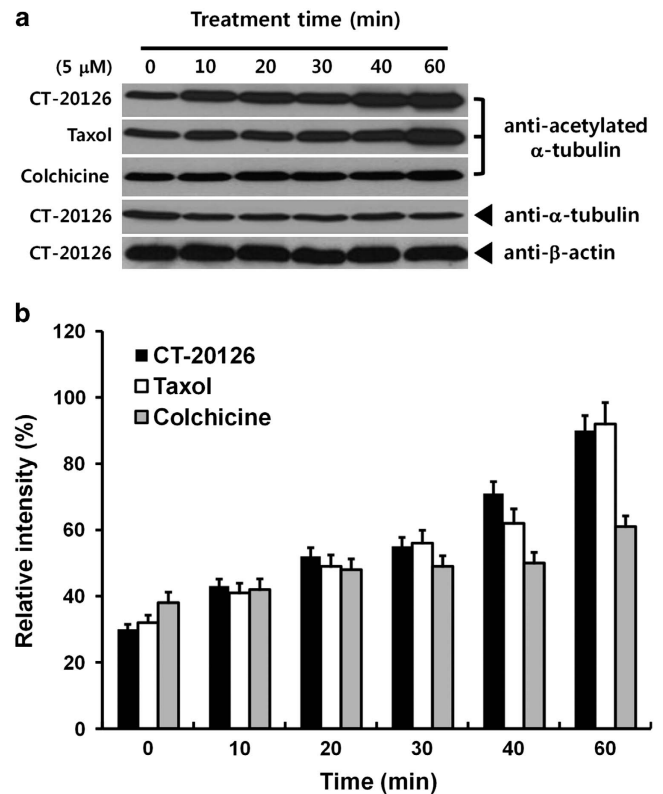 a
Treatment time (min)
(5 μM) 0 10 20 30 40 60
CT-20126
Taxol
Colchicine
anti-acetylated
α-tubulin
CT-20126 anti-α-tubulin
CT-20126 anti-β-actin
b
120
100
80
60
40
20
0
Relative intensity (%)
CT-20126
Taxol
Colchicine
0 10 20 30 40 60
Time (min)